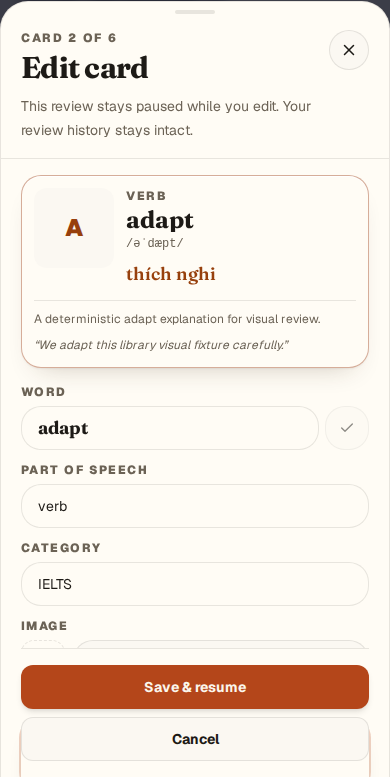 CARD 2 OF 6
Edit card
This review stays paused while you edit. Your
review history stays intact.
A
VERB
adapt
/əˈdæpt/
thích nghi
A deterministic adapt explanation for visual review.
“We adapt this library visual fixture carefully.”
WORD
adapt
PART OF SPEECH
verb
CATEGORY
IELTS
IMAGE
Save & resume
Cancel